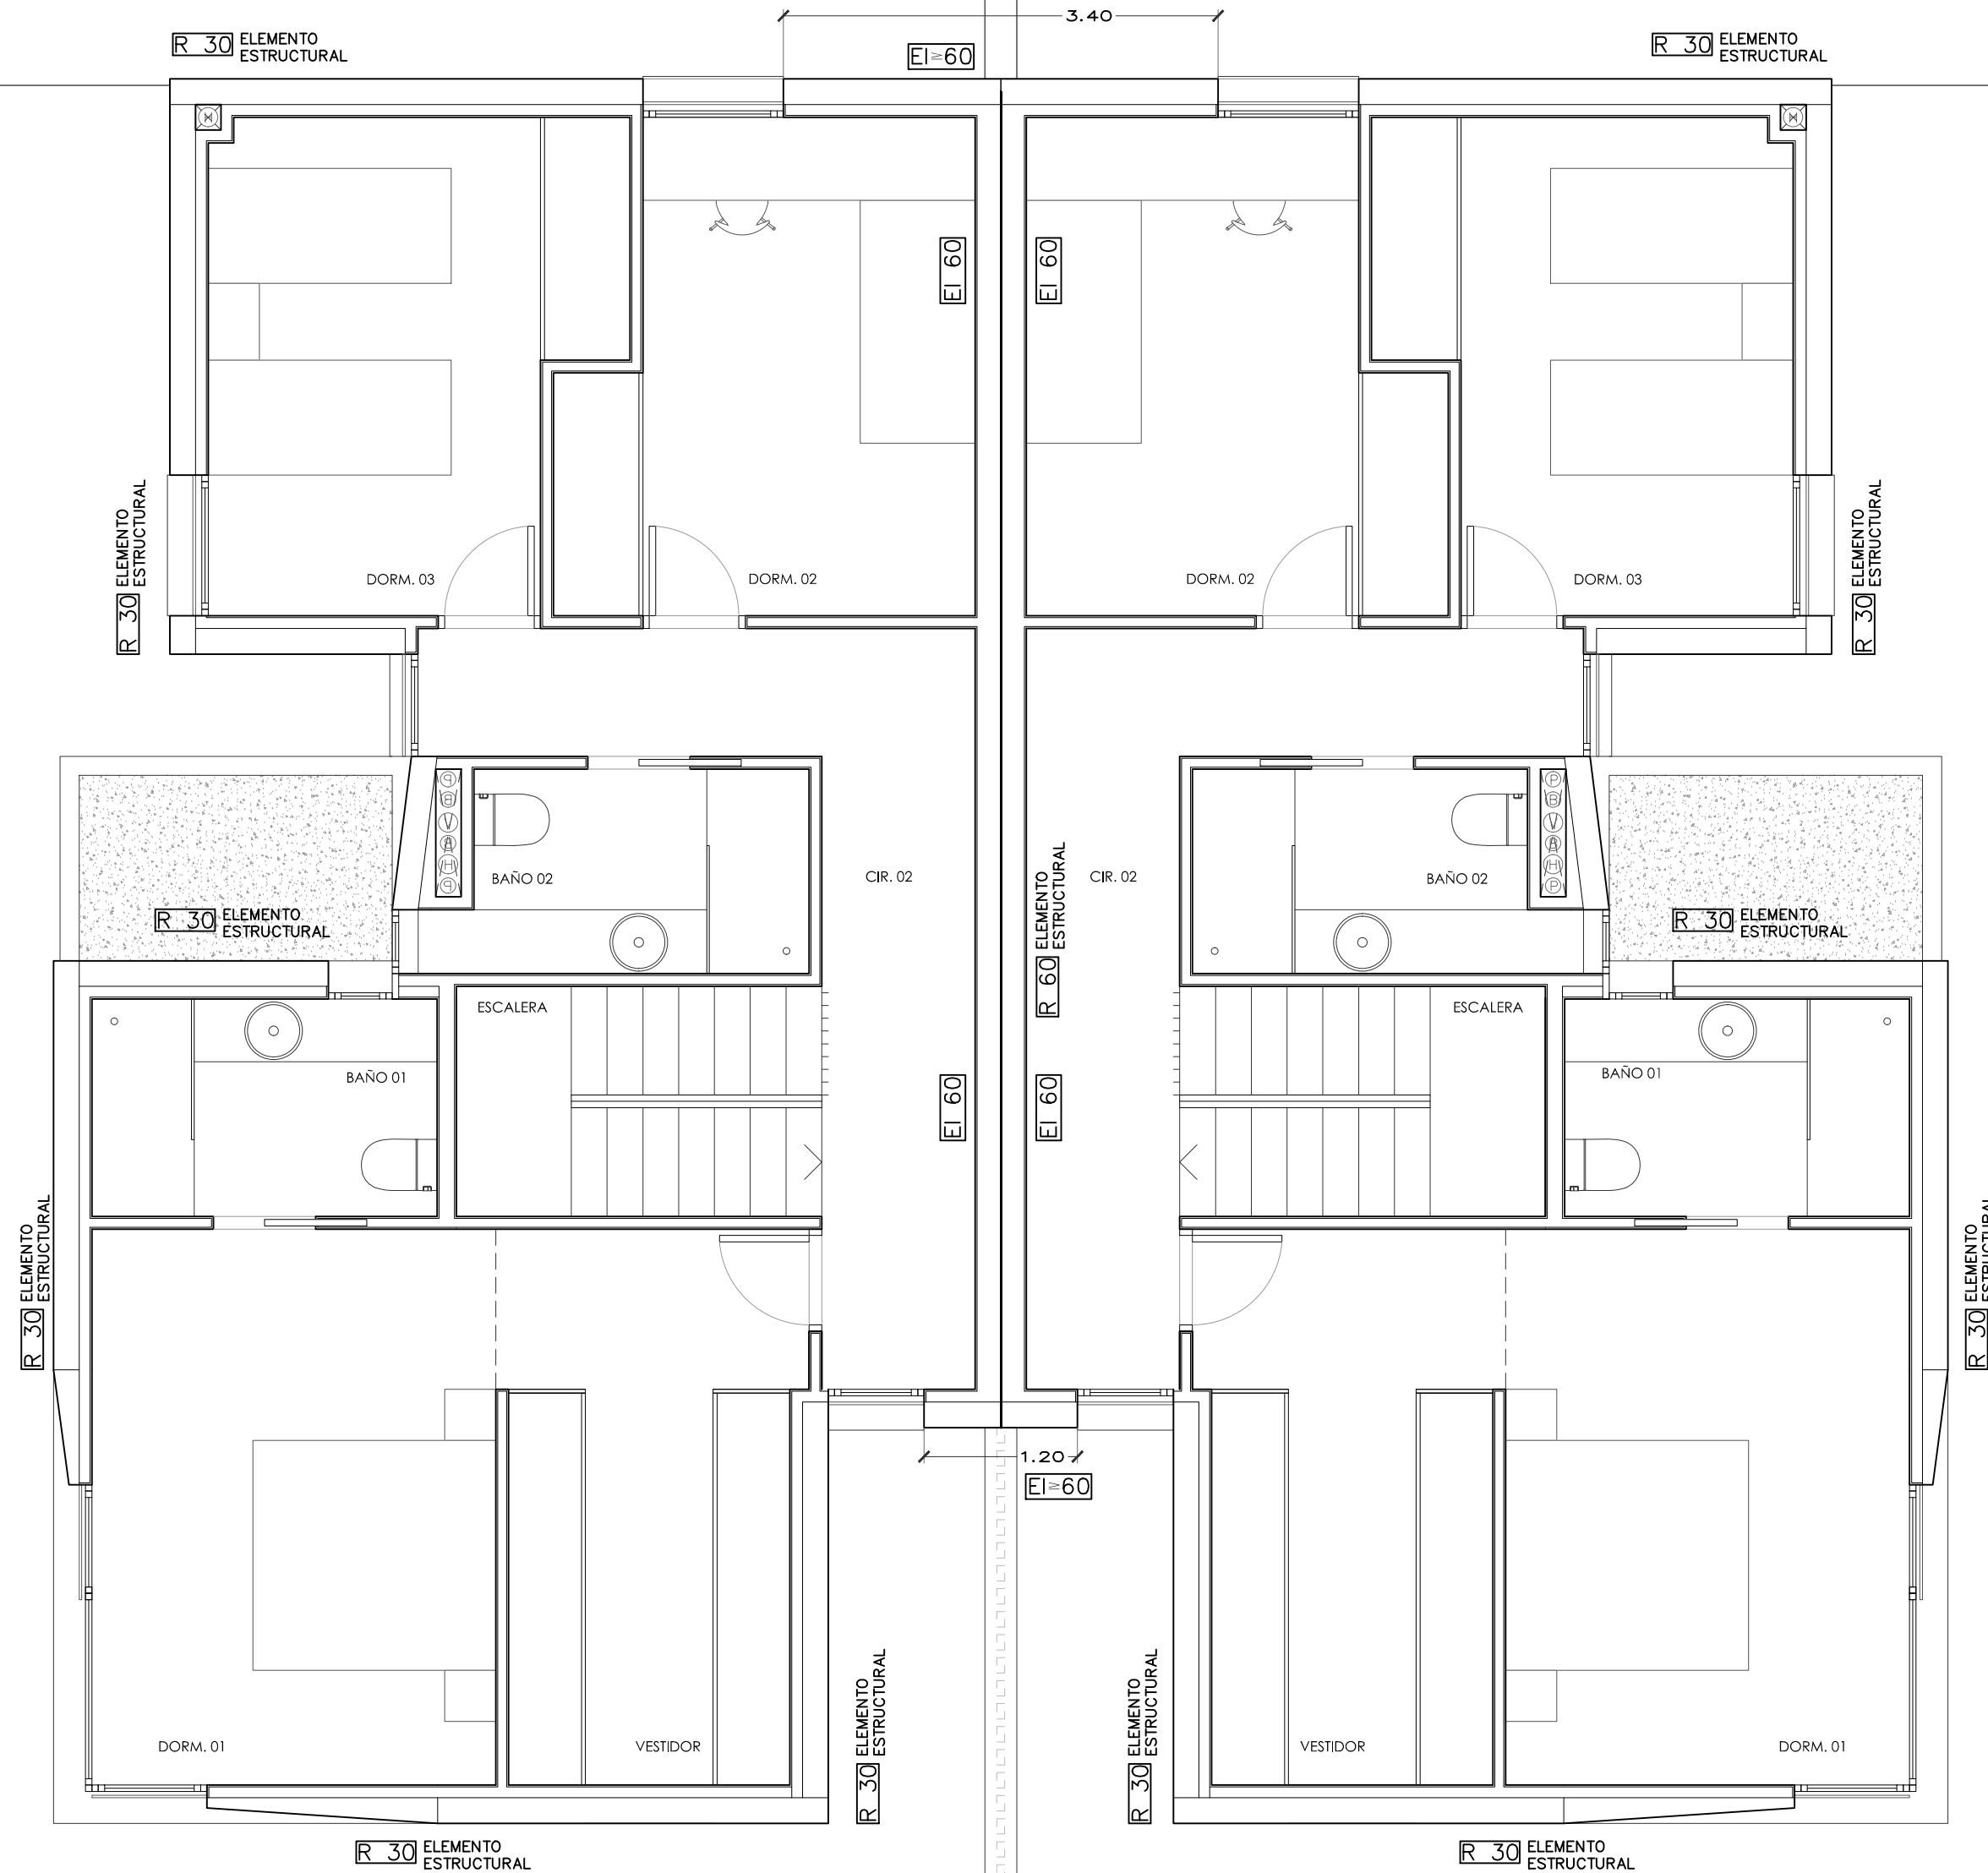 3.40
R 30 ELEMENTO
ESTRUCTURAL
EI≥60
R 30 ELEMENTO
ESTRUCTURAL
EI 60
EI 60
R 30 ELEMENTO
ESTRUCTURAL
DORM. 03
DORM. 02
DORM. 02
DORM. 03
R 30 ELEMENTO
ESTRUCTURAL
P
B
V
A
H
P
BAÑO 02
CIR. 02
R 60 ELEMENTO
ESTRUCTURAL
CIR. 02
BAÑO 02
P
B
V
A
H
P
R 30 ELEMENTO
ESTRUCTURAL
R 30 ELEMENTO
ESTRUCTURAL
ESCALERA
ESCALERA
BAÑO 01
BAÑO 01
EI 60
EI 60
R 30 ELEMENTO
ESTRUCTURAL
R 30 ELEMENTO
ESTRUCTURAL
1.20
EI≥60
DORM. 01
VESTIDOR
R 30 ELEMENTO
ESTRUCTURAL
R 30 ELEMENTO
ESTRUCTURAL
VESTIDOR
DORM. 01
R 30 ELEMENTO
ESTRUCTURAL
R 30 ELEMENTO
ESTRUCTURAL